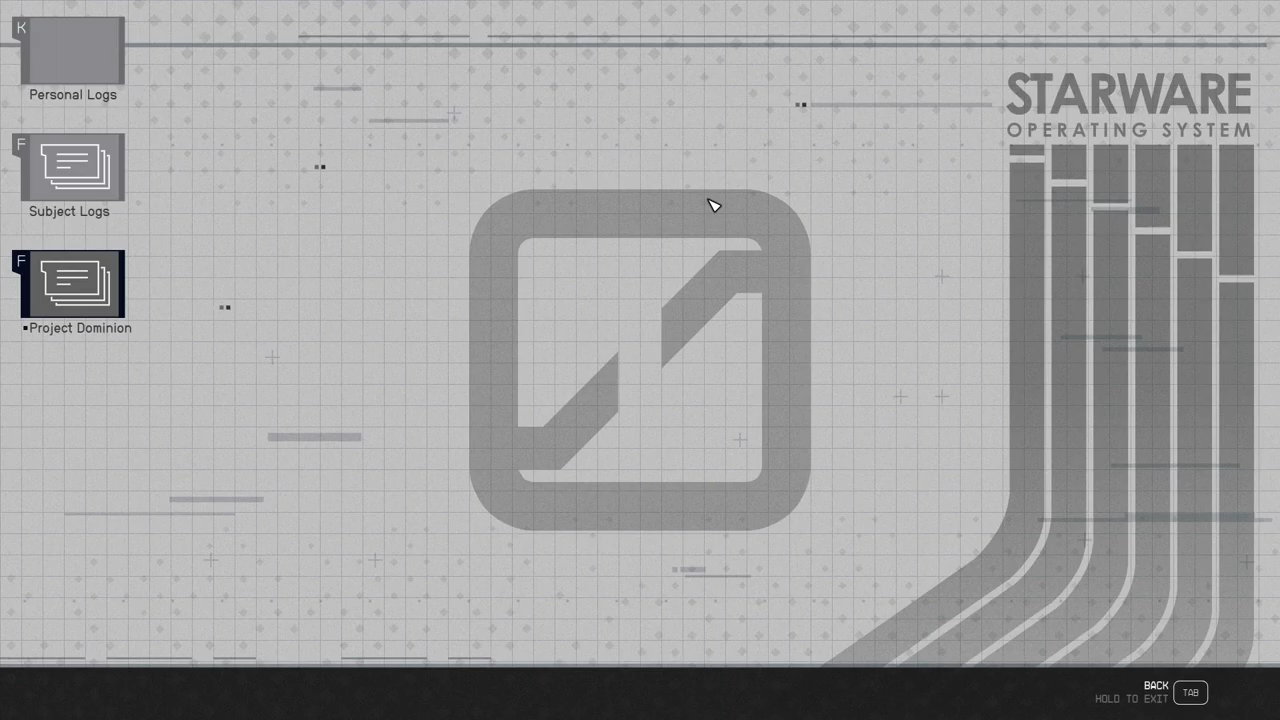 K
Personal Logs
F
Subject Logs
F
Project Dominion
STARWARE
OPERATING SYSTEM
BACK
HOLD TO EXIT
TAB